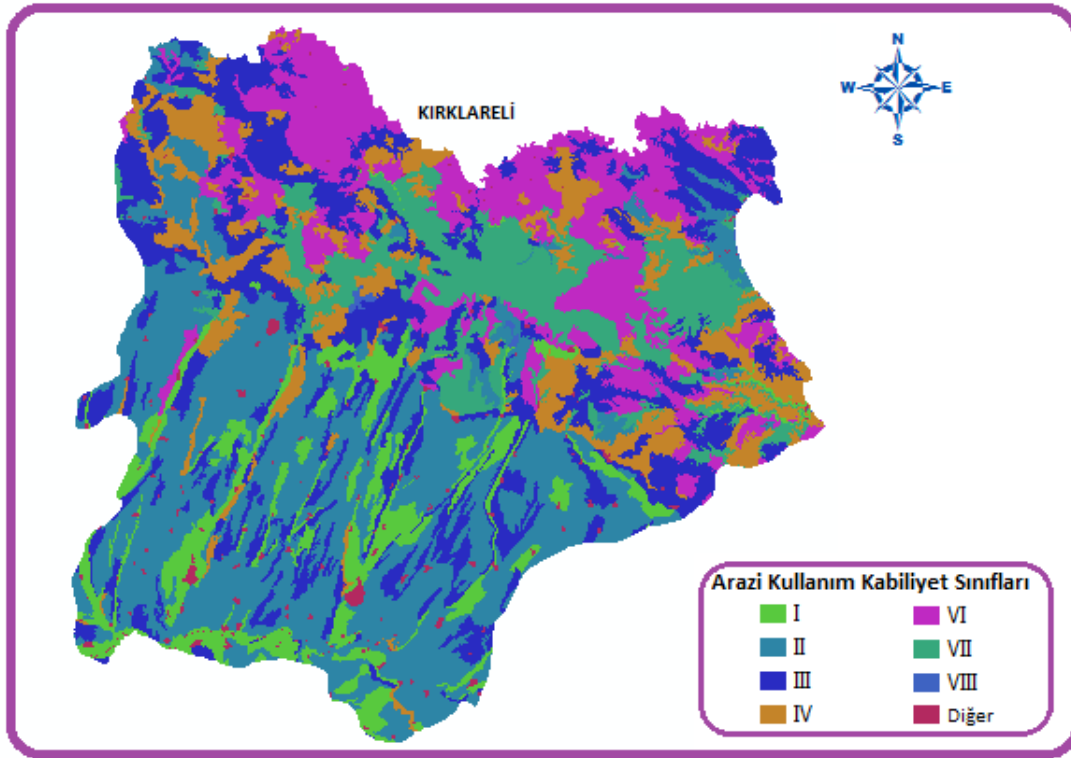 N
W E
S
KIRKLARELİ
Arazi Kullanım Kabiliyet Sınıfları
I
II
III
IV
VI
VII
VIII
Diğer